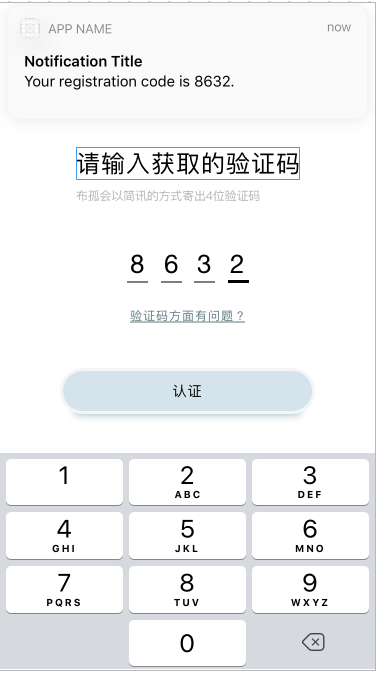 APP NAME
now
Notification Title
Your registration code is 8632.
请输入获取的验证码
布孤会以简讯的方式寄出4位验证码
8 6 3 2
验证码方面有问题？
认证
1 2 3
ABC DEF
4 5 6
GHI JKL MNO
7 8 9
PQRS TUV WXYZ
0